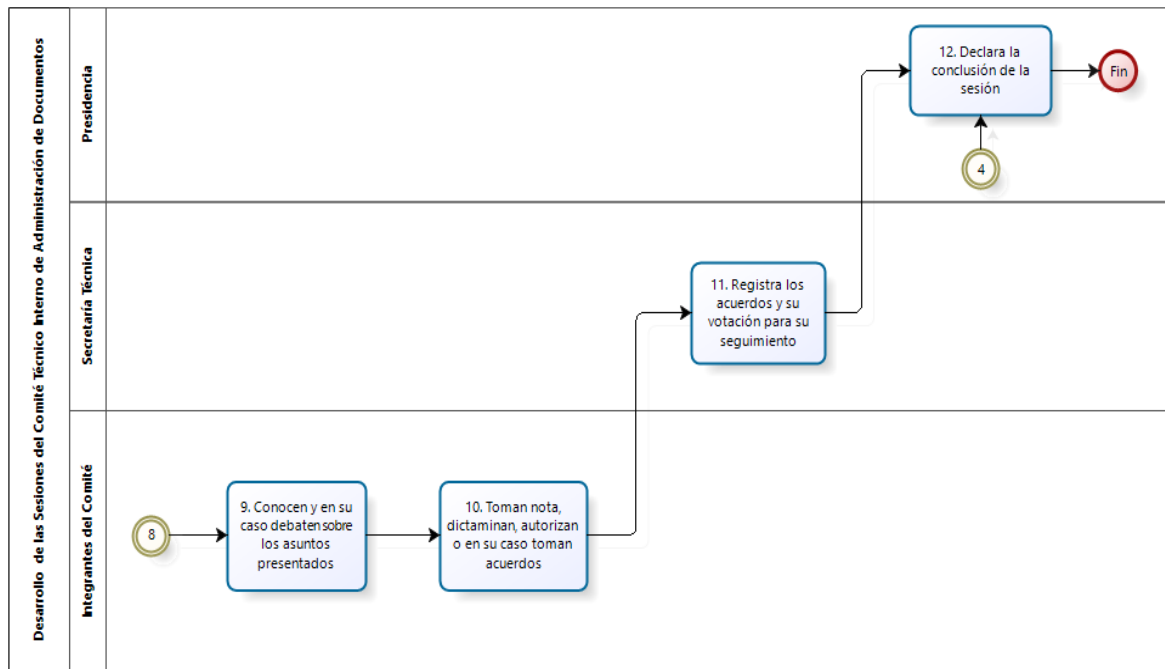 Desarrollo de las Sesiones del Comité Técnico Interno de Administración de Documentos
Presidencia
12. Declara la
conclusión de la
sesión
Fin
4
Secretaría Técnica
11. Registra los
acuerdos y su
votación para su
seguimiento
Integrantes del Comité
8
9. Conocen y en su
caso debaten sobre
los asuntos
presentados
10. Toman nota,
dictaminan, autorizan
o en su caso toman
acuerdos